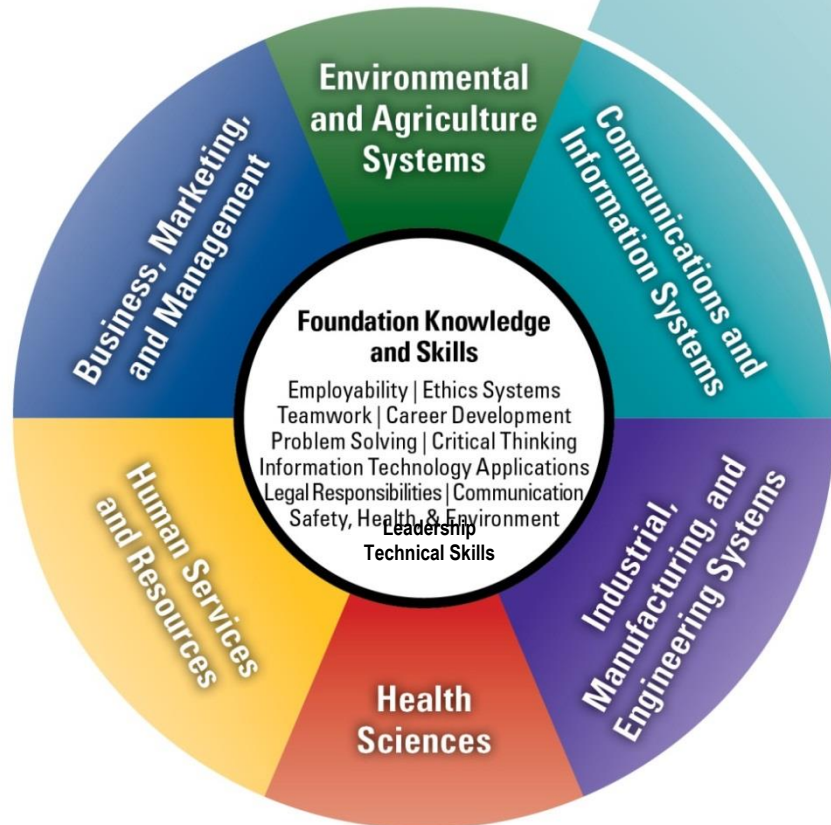 Environmental
and Agriculture
Systems
Communications and
Information Systems
Industrial,
Manufacturing, and
Engineering Systems
Health
Sciences
Human Services
and Resources
Business, Marketing,
and Management
Foundation Knowledge
and Skills
Employability | Ethics Systems
Teamwork | Career Development
Problem Solving | Critical Thinking
Information Technology Applications
Legal Responsibilities | Communication
Safety, Health, & Environment
Leadership
Technical Skills